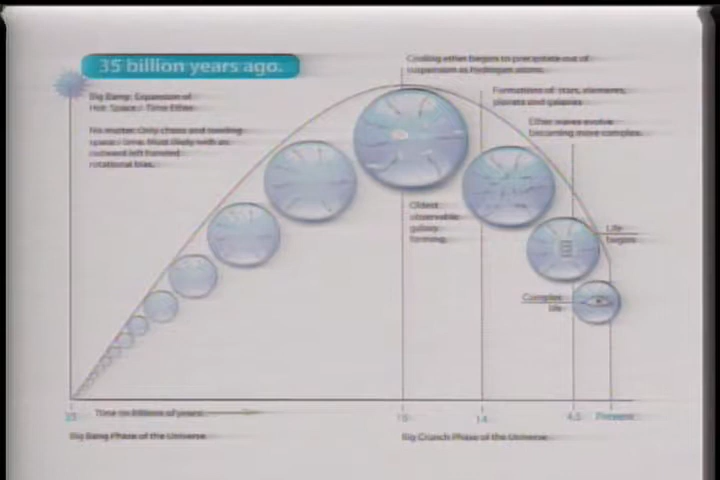 35 billion years ago.
Big Bang: Expansion of
Hot Space / Time Ether.
No matter. Only chaos and swirling
space / time. Most likely with an
outward left handed
rotational bias.
Cooling ether begins to precipitate out of
suspension as hydrogen atoms.
Formations of stars, elements,
planets and galaxies
Ether waves evolve
becoming more complex.
Oldest
observable
galaxy
forming.
Life
begins
Complex
life
35
Time in Billions of years
14
4.5
Present
Big Bang Phase of the Universe
Big Crunch Phase of the Universe